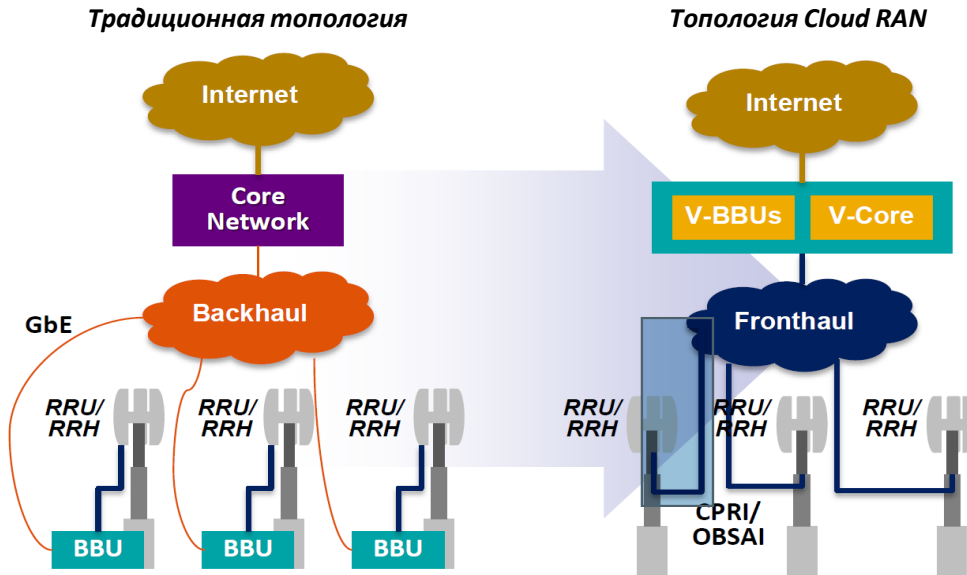 Традиционная топология
Топология Cloud RAN
Internet
Internet
Core
Network
V-BBUs
V-Core
Backhaul
Fronthaul
GbE
RRU/
RRH
RRU/
RRH
RRU/
RRH
RRU/
RRH
RRU/
RRH
RRU/
RRH
CPRI/
OBSAI
BBU
BBU
BBU